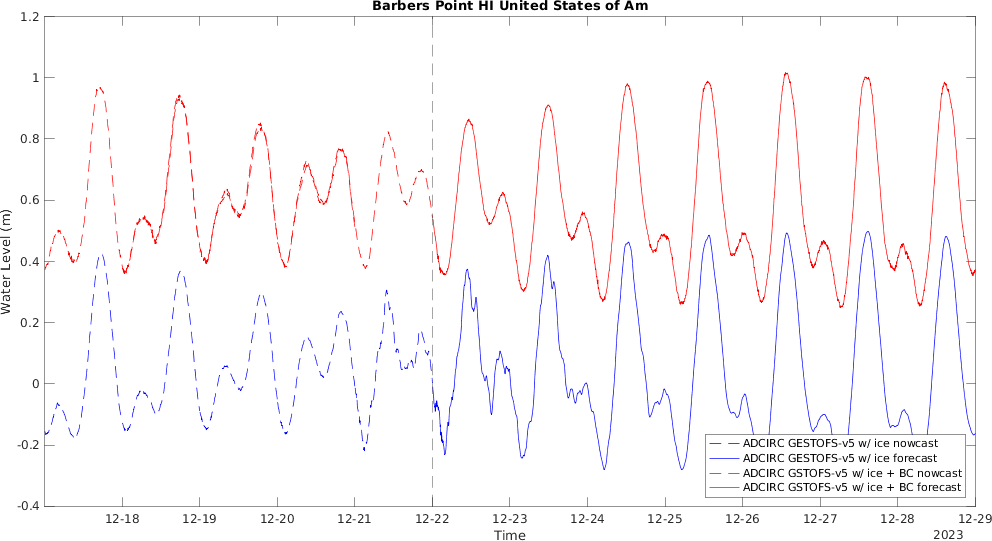 Barbers Point HI United States of Am
Water Level (m)
1.2
1
0.8
0.6
0.4
0.2
0
-0.2
-0.4
ADCIRC GESTOFS-v5 w/ ice nowcast
ADCIRC GESTOFS-v5 w/ ice forecast
ADCIRC GSTOFS-v5 w/ ice + BC nowcast
ADCIRC GSTOFS-v5 w/ ice + BC forecast
12-18 12-19 12-20 12-21 12-22 12-23 12-24 12-25 12-26 12-27 12-28 12-29
Time
2023